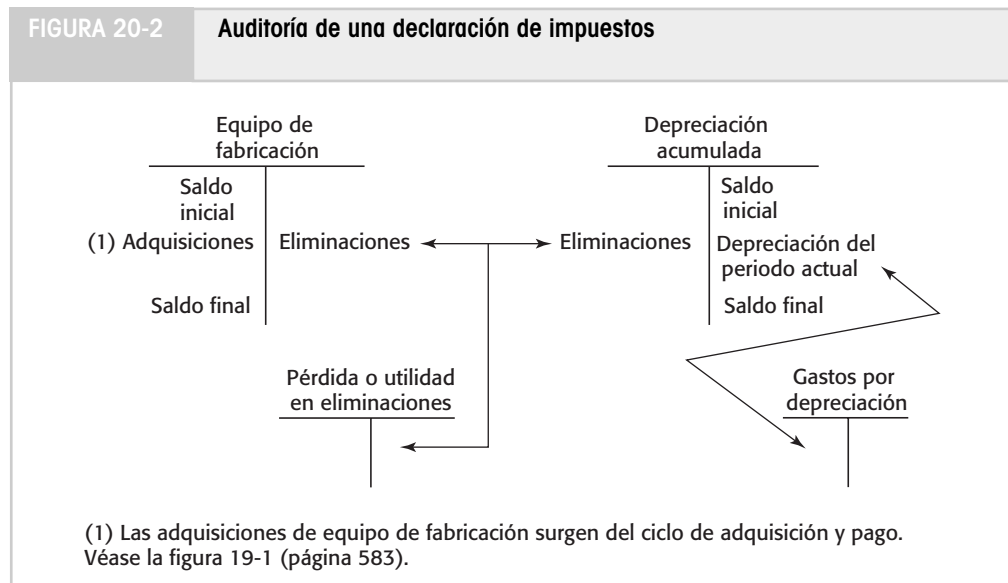 FIGURA 20-2
Auditoría de una declaración de impuestos
Equipo de
fabricación
Saldo
inicial
(1) Adquisiciones
Eliminaciones
Saldo final
Depreciación
acumulada
Eliminaciones
Saldo
inicial
Depreciación del
periodo actual
Saldo final
Pérdida o utilidad
en eliminaciones
Gastos por
depreciación
(1) Las adquisiciones de equipo de fabricación surgen del ciclo de adquisición y pago.
Véase la figura 19-1 (página 583).